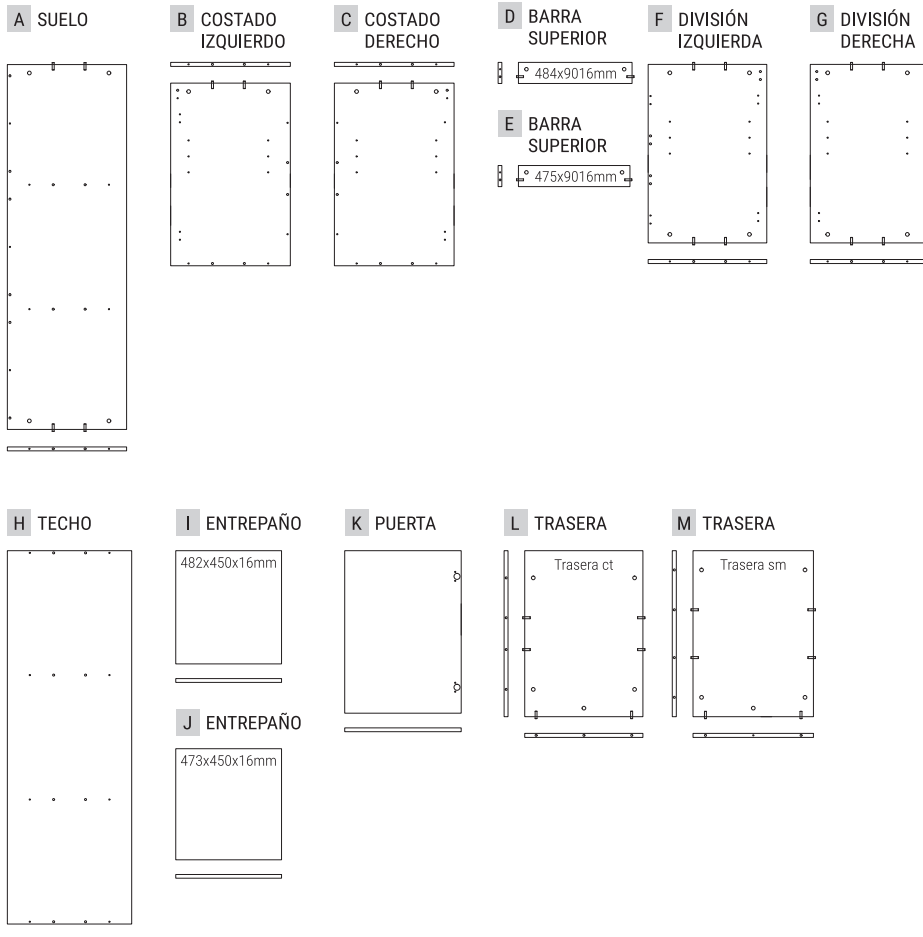 A SUELO
B COSTADO
IZQUIERDO
C COSTADO
DERECHO
D BARRA
SUPERIOR
484x9016mm
E BARRA
SUPERIOR
475x9016mm
F DIVISIÓN
IZQUIERDA
G DIVISIÓN
DERECHA
H TECHO
I ENTREPAÑO
482x450x16mm
J ENTREPAÑO
473x450x16mm
K PUERTA
L TRASERA
Trasera ct
M TRASERA
Trasera sm